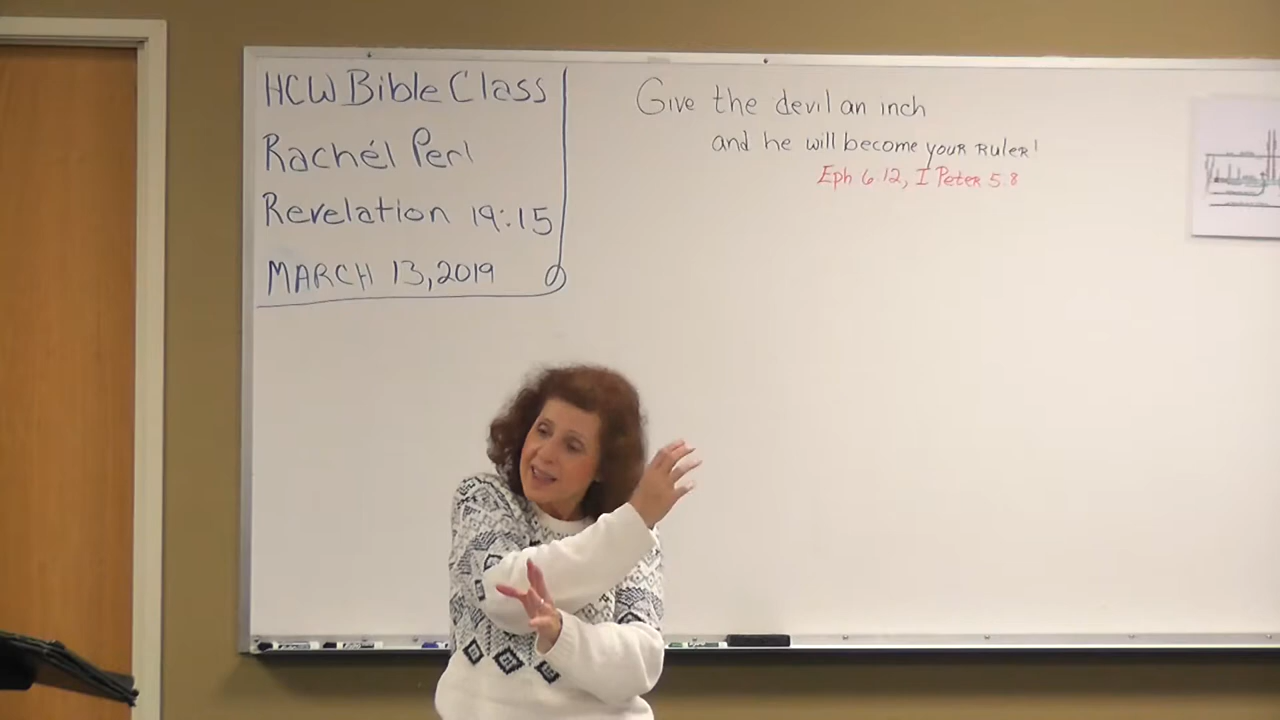 HCW Bible Class
Rachél Perl
Revelation 19:15
MARCH 13, 2019
Give the devil an inch
and he will become your RuleR!
Eph 6:12, I Peter 5:8